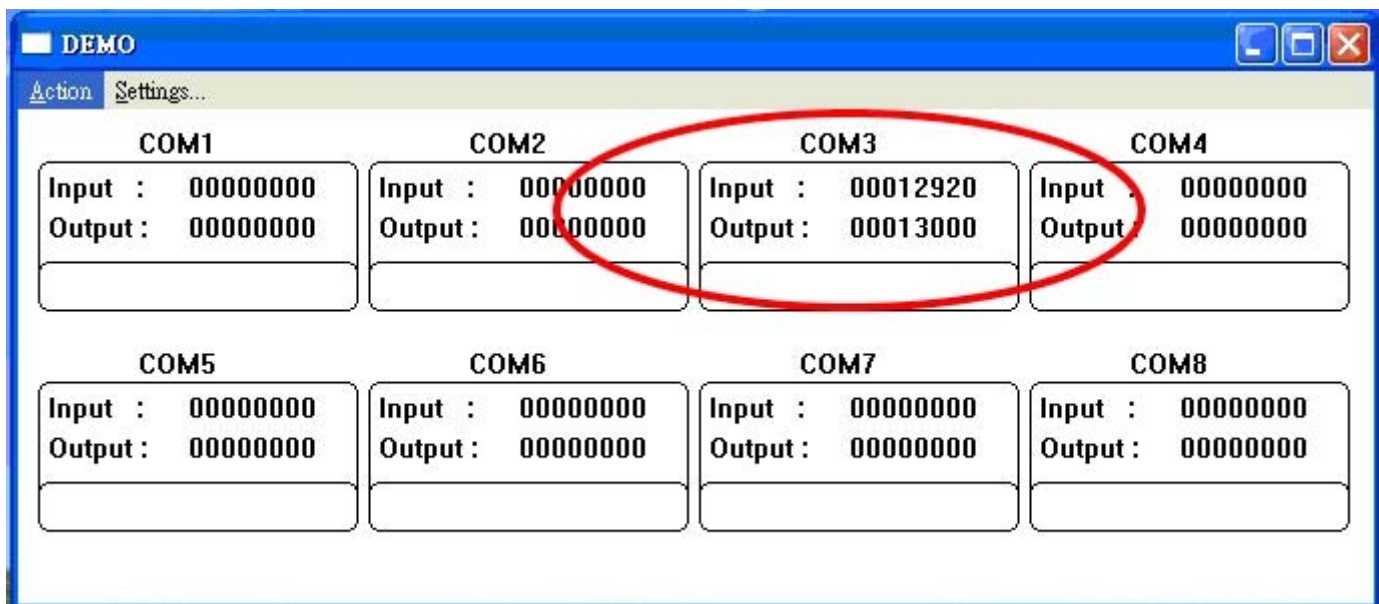 DEMO
Action Settings...
COM1 COM2 COM3 COM4
Input : 00000000 Input : 00000000 Input : 00012920 Input : 00000000
Output : 00000000 Output : 00000000 Output : 00013000 Output : 00000000
COM5 COM6 COM7 COM8
Input : 00000000 Input : 00000000 Input : 00000000 Input : 00000000
Output : 00000000 Output : 00000000 Output : 00000000 Output : 00000000